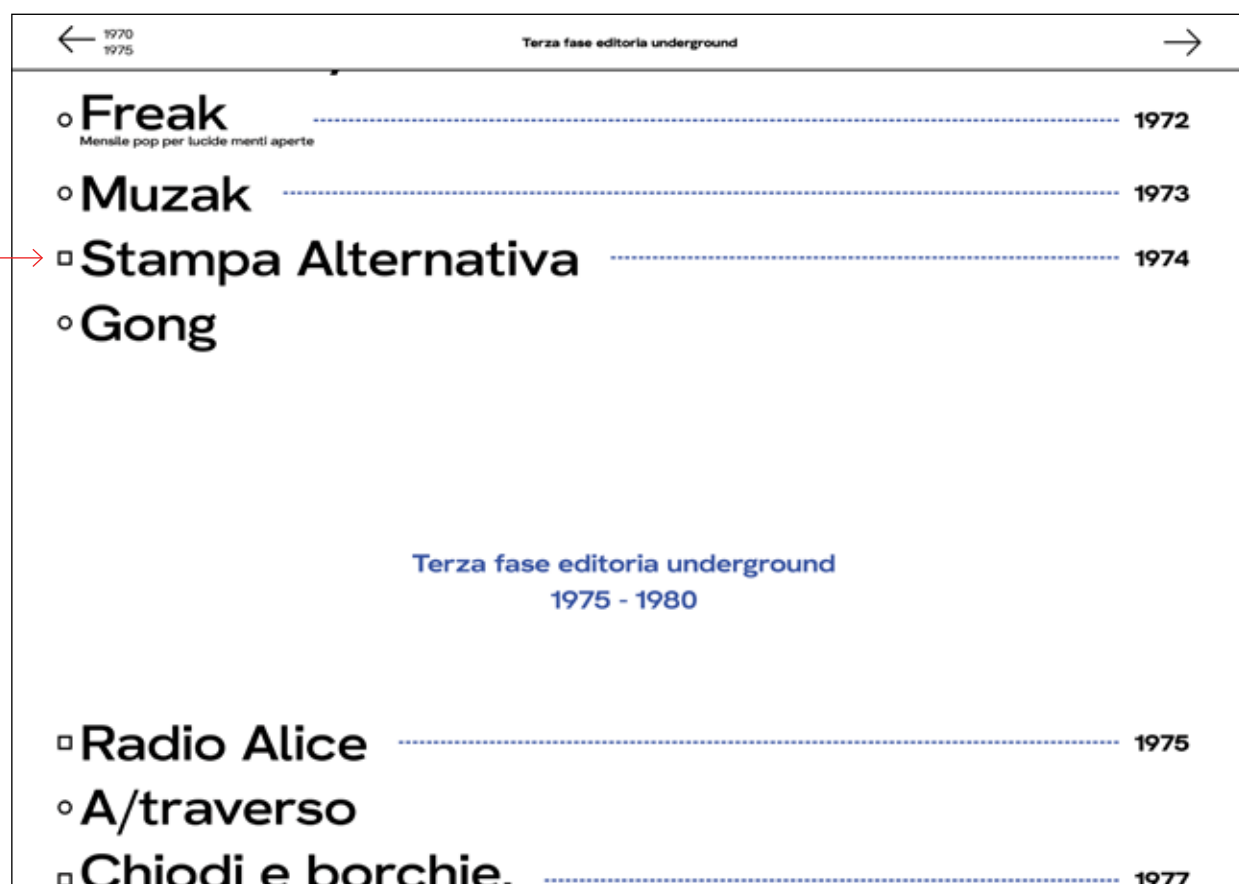 1970
1975
Terza fase editoria underground
Freak
1972
Mensile pop per lucide menti aperte
Muzak
1973
Stampa Alternativa
1974
Gong
Terza fase editoria underground
1975 - 1980
Radio Alice
1975
A/traverso
Chiodi e borchie.
1977